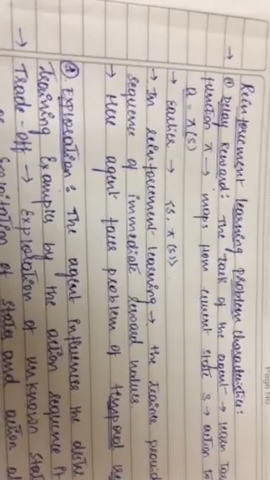 Page No.
Reinforcement learning problem characteristics:
→ ① Delay Reward: The task of the agent → learn tar
function π → maps from current state s → action to
a = π(s)
→ Earlier → <s, π(s)>
→ In reinforcement learning → the trainer provid
sequence of immediate reward values
→ Here agent faces problem of temporal
② Exploration: The agent influences the
learning Examples by the action sequence it
→ Trade-off → Exploration of unknown stat
Exploitation of states and action al